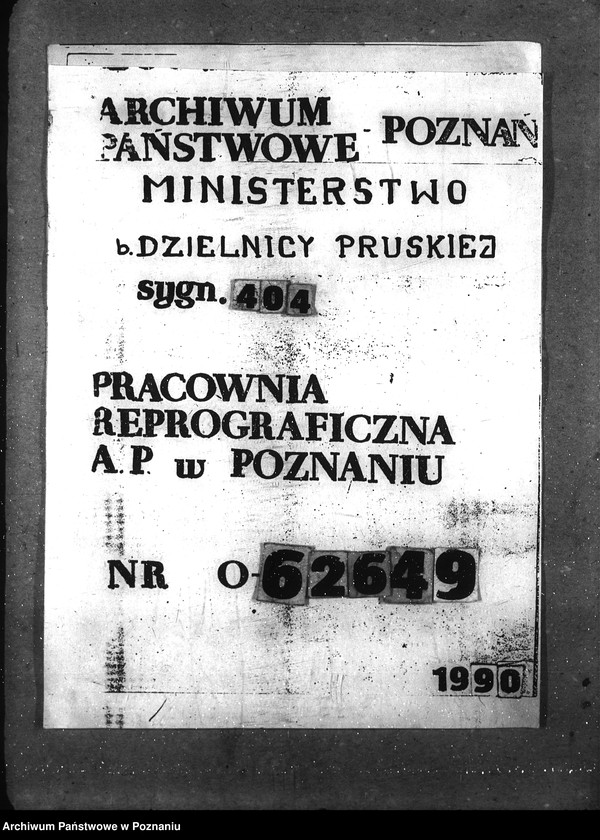 ARCHIWUM
PAŃSTWOWE - POZNAŃ
MINISTERSTWO
b. DZIELNICY PRUSKIEJ
sygn. 404
PRACOWNIA
REPROGRAFICZNA
A. P. w POZNANIU
NR O-62649
1990
Archiwum Państwowe w Poznaniu